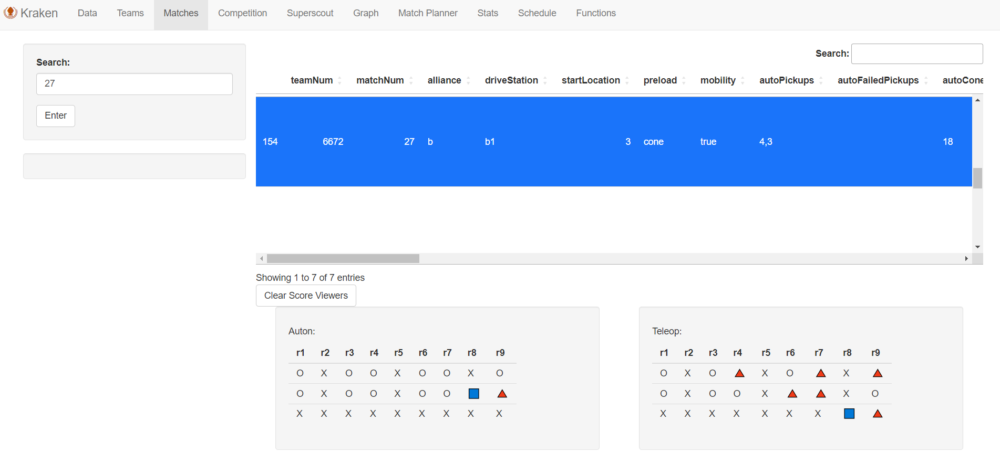 Kraken Data Teams Matches Competition Superscout Graph Match Planner Stats Schedule Functions
Search:
27
Enter
Search:
teamNum matchNum alliance driveStation startLocation preload mobility autoPickups autoFailedPickups autoCone
154 6672 27 b b1 3 cone true 4,3 18
Showing 1 to 7 of 7 entries
Clear Score Viewers
Auton:
r1 r2 r3 r4 r5 r6 r7 r8 r9
O X O O X O O X O
O X O O X O O
X X X X X X X X X
Teleop:
r1 r2 r3 r4 r5 r6 r7 r8 r9
O X O X O X
O X O O X X O
X X X X X X X